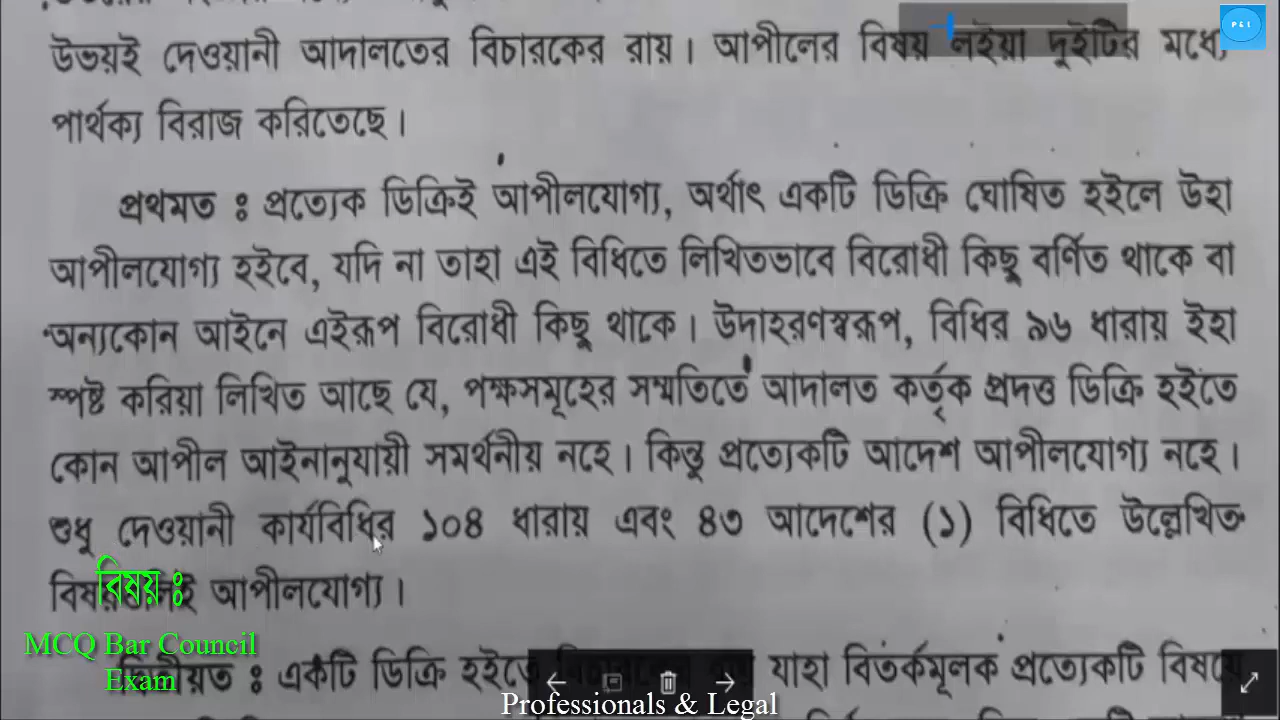 P & L
উভয়ই দেওয়ানী আদালতের বিচারকের রায়। আপীলের বিষয় লইয়া দুইটির মধ্যে
পার্থক্য বিরাজ করিতেছে।
প্রথমত ঃ প্রত্যেক ডিক্রিই আপীলযোগ্য, অর্থাৎ একটি ডিক্রি ঘোষিত হইলে উহা
আপীলযোগ্য হইবে, যদি না তাহা এই বিধিতে লিখিতভাবে বিরোধী কিছু বর্ণিত থাকে বা
অন্যকোন আইনে এইরূপ বিরোধী কিছু থাকে। উদাহরণস্বরূপ, বিধির ৯৬ ধারায় ইহা
স্পষ্ট করিয়া লিখিত আছে যে, পক্ষসমূহের সম্মতিতে আদালত কর্তৃক প্রদত্ত ডিক্রি হইতে
কোন আপীল আইনানুযায়ী সমর্থনীয় নহে। কিন্তু প্রত্যেকটি আদেশ আপীলযোগ্য নহে।
শুধু দেওয়ানী কার্যবিধির ১০৪ ধারায় এবং ৪৩ আদেশের (১) বিধিতে উল্লেখিত
আপীলযোগ্য।
বিষয় ঃ
MCQ Bar Council
Exam
ঃ একটি ডিক্রি হইতে যাহা বিতর্কমূলক প্রত্যেকটি বিষয়ে
Professionals & Legal